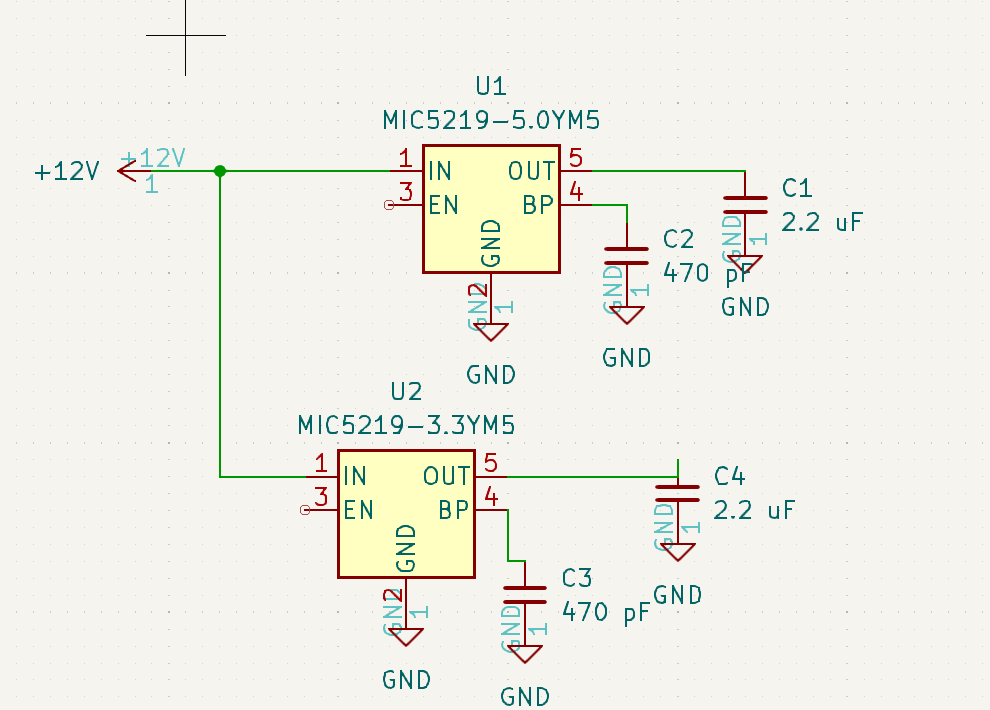 U1
MIC5219-5.0YM5
+12V
+12V
1
1
IN
OUT
5
3
EN
BP
4
GND
2
GND
1
GND
C1
2.2 uF
GND
1
GND
C2
470 pF
GND
1
GND
U2
MIC5219-3.3YM5
1
IN
OUT
5
3
EN
BP
4
GND
2
GND
1
GND
C4
2.2 uF
GND
1
GND
C3
470 pF
GND
1
GND